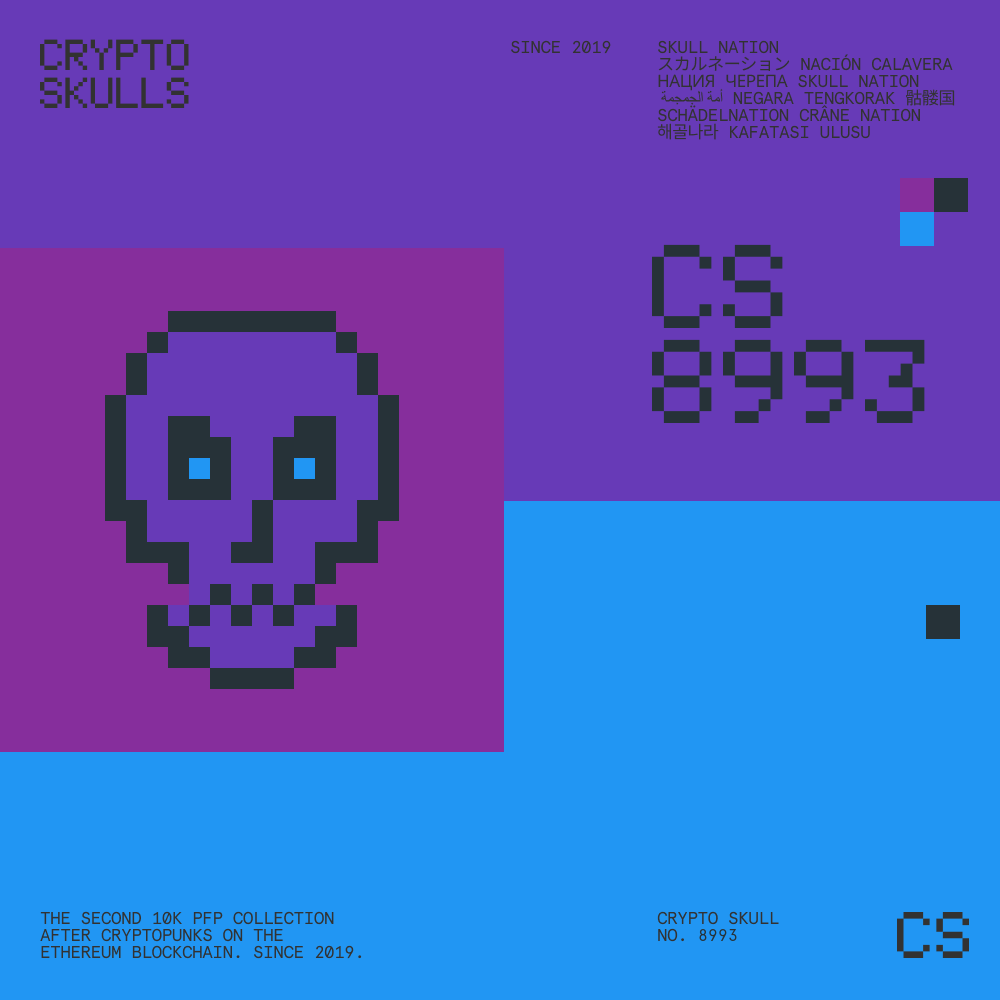 CRYPTO
SKULLS
SINCE 2019
SKULL NATION
スカルネーション NACIÓN CALAVERA
НАЦИЯ ЧЕРЕПА SKULL NATION
أمة الجمجمة NEGARA TENGKORAK 骷髅国
SCHÄDELNATION CRÂNE NATION
해골나라 KAFATASI ULUSU
CS
8993
THE SECOND 10K PFP COLLECTION
AFTER CRYPTOPUNKS ON THE
ETHEREUM BLOCKCHAIN. SINCE 2019.
CRYPTO SKULL
NO. 8993
CS